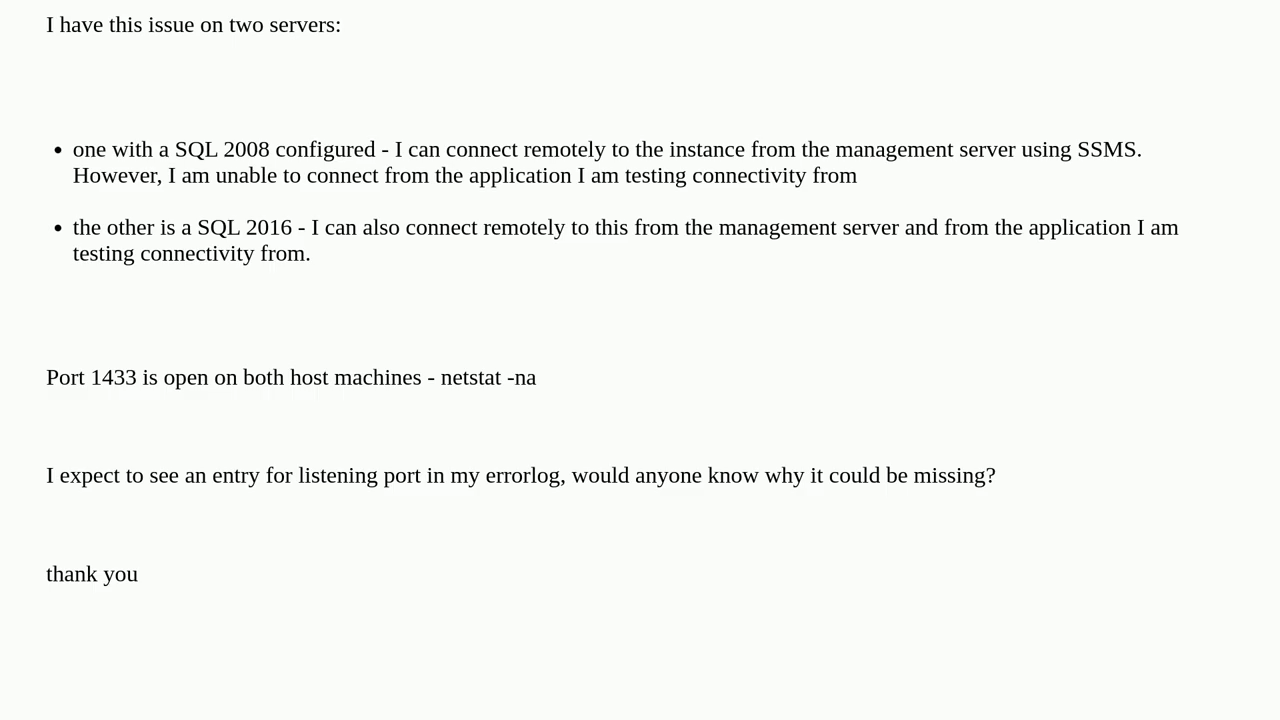 I have this issue on two servers:
• one with a SQL 2008 configured - I can connect remotely to the instance from the management server using SSMS.
However, I am unable to connect from the application I am testing connectivity from
• the other is a SQL 2016 - I can also connect remotely to this from the management server and from the application I am
testing connectivity from.
Port 1433 is open on both host machines - netstat -na
I expect to see an entry for listening port in my errorlog, would anyone know why it could be missing?
thank you